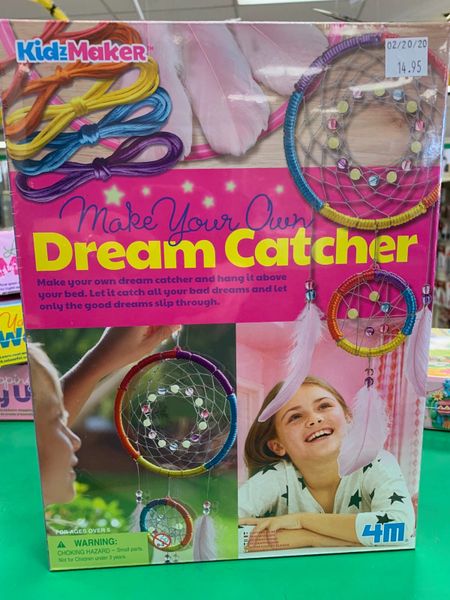 KidzMaker
02/20/20
14.95
Make Your Own
Dream Catcher
Make your own dream catcher and hang it above
your bed. Let it catch all your bad dreams and let
only the good dreams slip through.
FOR AGES OVER 5
WARNING:
CHOKING HAZARD – Small parts.
Not for Children under 3 years.
4M